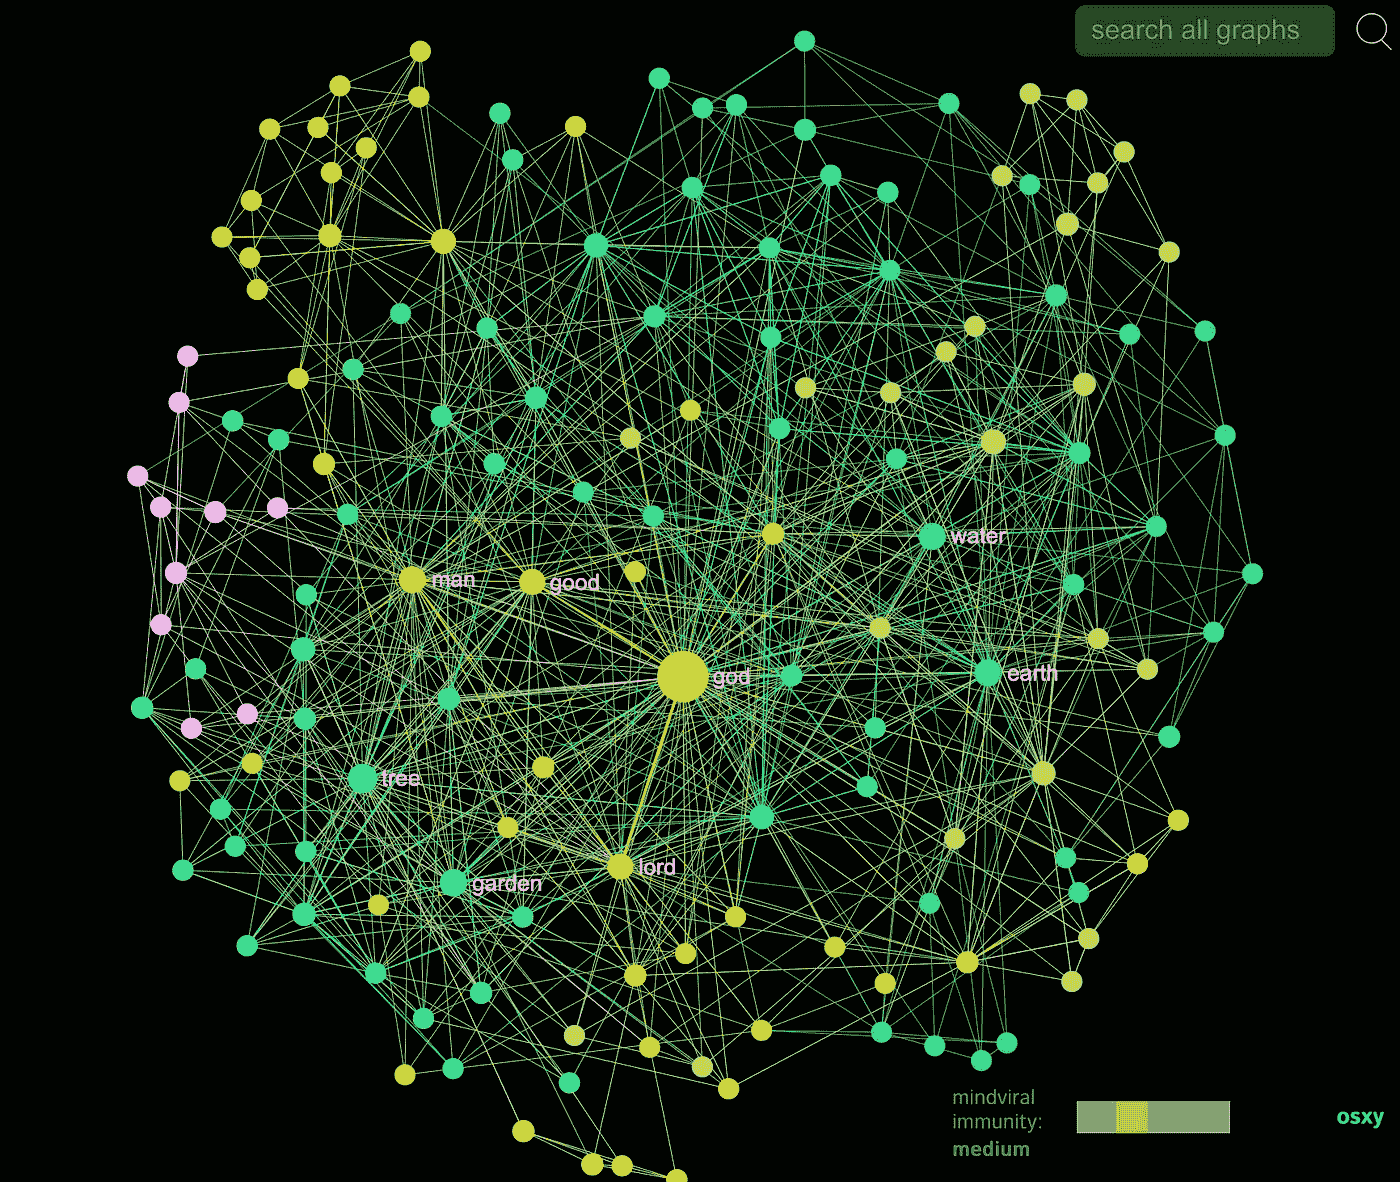 search all graphs
water
man
good
god
earth
tree
lord
garden
mindviral
immunity:
medium
osxy